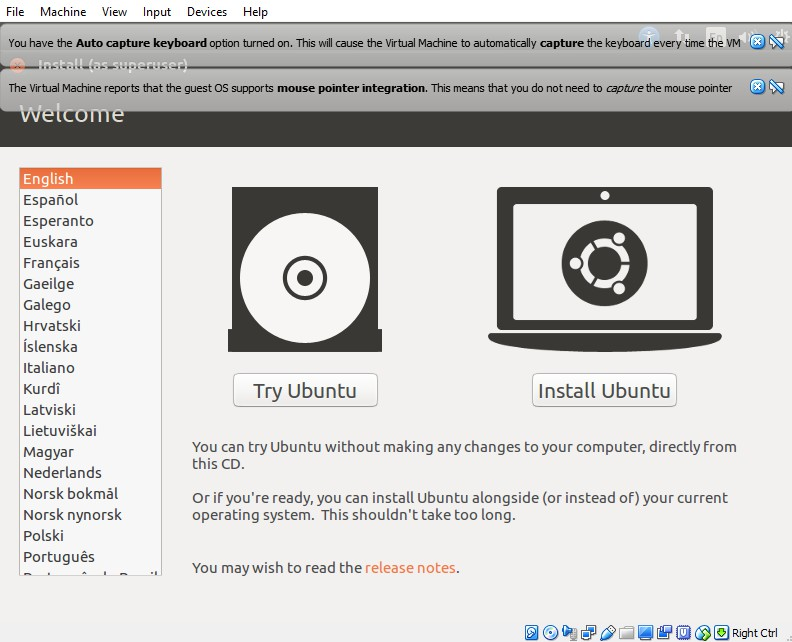 File Machine View Input Devices Help
You have the Auto capture keyboard option turned on. This will cause the Virtual Machine to automatically capture the keyboard every time the VM
Install (as superuser)
The Virtual Machine reports that the guest OS supports mouse pointer integration. This means that you do not need to capture the mouse pointer
Welcome
English
Español
Esperanto
Euskara
Français
Gaeilge
Galego
Hrvatski
Íslenska
Italiano
Kurdî
Latviski
Lietuviškai
Magyar
Nederlands
Norsk bokmål
Norsk nynorsk
Polski
Português
Try Ubuntu
Install Ubuntu
You can try Ubuntu without making any changes to your computer, directly from
this CD.
Or if you're ready, you can install Ubuntu alongside (or instead of) your current
operating system. This shouldn't take too long.
You may wish to read the release notes.
Right Ctrl